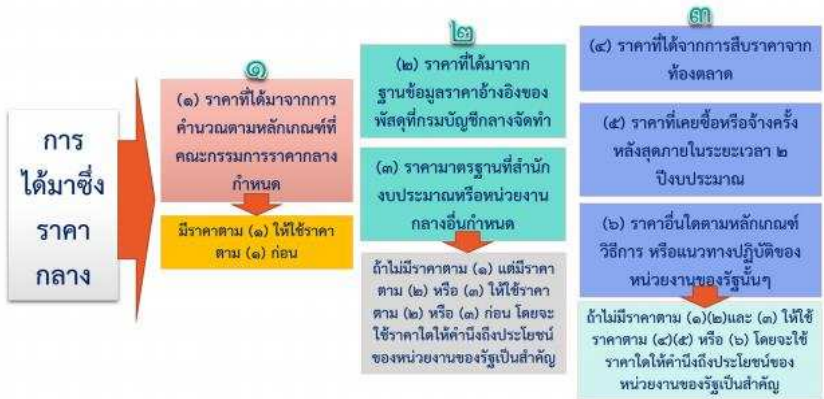 การ
ได้มาซึ่ง
ราคา
กลาง
๑
(๑) ราคาที่ได้มาจากการ
คำนวณตามหลักเกณฑ์ที่
คณะกรรมการราคากลาง
กำหนด
มีราคาตาม (๑) ให้ใช้ราคา
ตาม (๑) ก่อน
๒
(๒) ราคาที่ได้มาจาก
ฐานข้อมูลราคาอ้างอิงของ
พัสดุที่กรมบัญชีกลางจัดทำ
(๓) ราคามาตรฐานที่สำนัก
งบประมาณหรือหน่วยงาน
กลางอื่นกำหนด
ถ้าไม่มีราคาตาม (๑) แต่มีราคา
ตาม (๒) หรือ (๓) ให้ใช้ราคา
ตาม (๒) หรือ (๓) ก่อน โดยจะ
ใช้ราคาใดให้คำนึงถึงประโยชน์
ของหน่วยงานของรัฐเป็นสำคัญ
๓
(๔) ราคาที่ได้จากการสืบราคาจาก
ท้องตลาด
(๕) ราคาที่เคยซื้อหรือจ้างครั้ง
หลังสุดภายในระยะเวลา ๒
ปีงบประมาณ
(๖) ราคาอื่นใดตามหลักเกณฑ์
วิธีการ หรือแนวทางปฏิบัติของ
หน่วยงานของรัฐนั้นๆ
ถ้าไม่มีราคาตาม (๑)(๒)และ (๓) ให้ใช้
ราคาตาม (๔)(๕) หรือ (๖) โดยจะใช้
ราคาใดให้คำนึงถึงประโยชน์ของ
หน่วยงานของรัฐเป็นสำคัญ